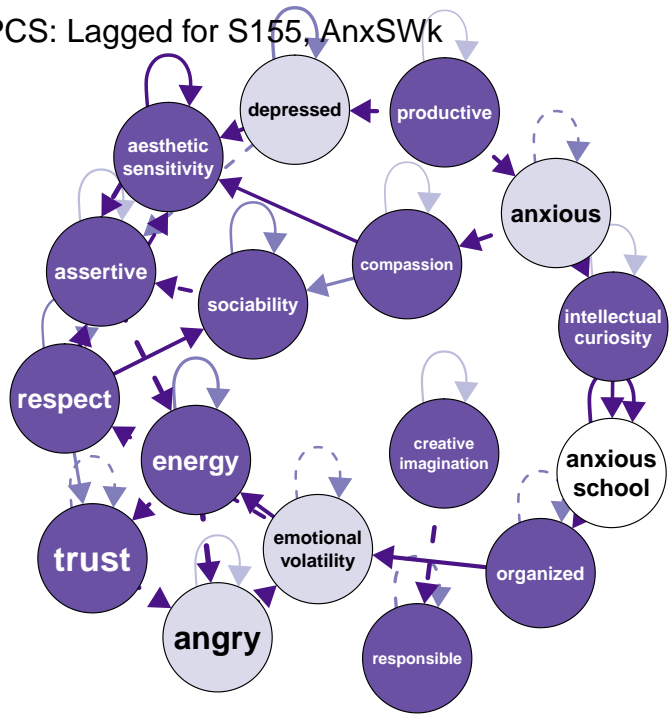 PCS: Lagged for S155, AnxSWk
depressed
productive
aesthetic
sensitivity
anxious
assertive
compassion
sociability
intellectual
curiosity
respect
energy
creative
imagination
anxious
school
trust
emotional
volatility
organized
angry
responsible